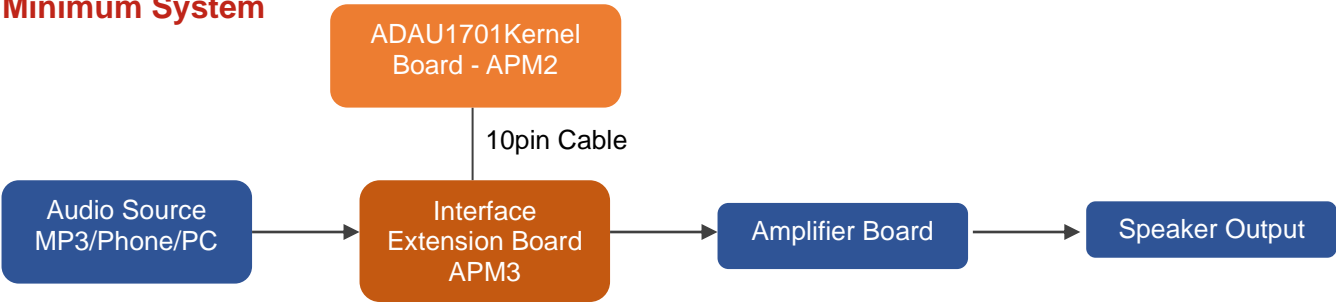 Minimum System
ADAU1701Kernel
Board - APM2
10pin Cable
Audio Source
MP3/Phone/PC
Interface
Extension Board
APM3
Amplifier Board
Speaker Output